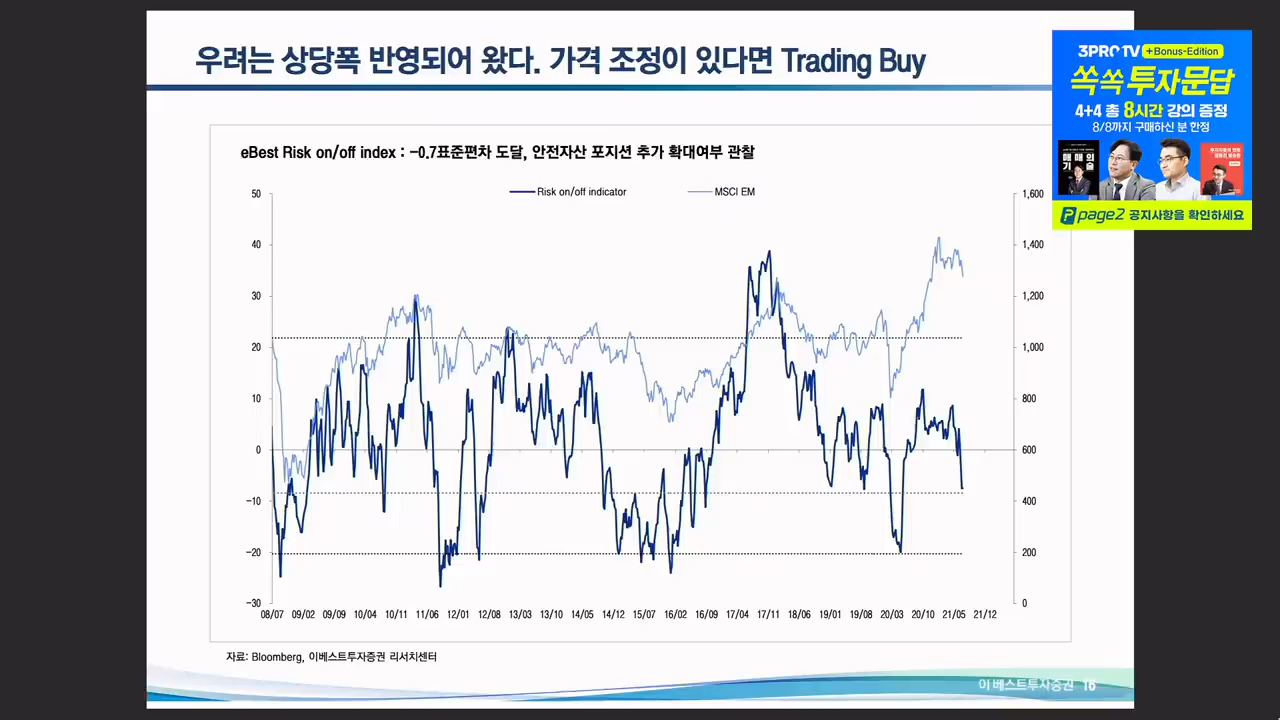 우려는 상당폭 반영되어 왔다. 가격 조정이 있다면 Trading Buy
3PROTV +Bonus-Edition
쏙쏙 투자문답
4+4 총 8시간 강의 증정
8/8까지 구매하신 분 한정
page2 공지사항을 확인하세요
eBest Risk on/off index : -0.7표준편차 도달, 안전자산 포지션 추가 확대여부 관찰
Risk on/off indicator MSCI EM
50 1,600
40 1,400
30 1,200
20 1,000
10 800
0 600
-10 400
-20 200
-30 0
08/07 09/02 09/09 10/04 10/11 11/06 12/01 12/08 13/03 13/10 14/05 14/12 15/07 16/02 16/09 17/04 17/11 18/06 19/01 19/08 20/03 20/10 21/05 21/12
자료: Bloomberg, 이베스트투자증권 리서치센터
이베스트투자증권 16